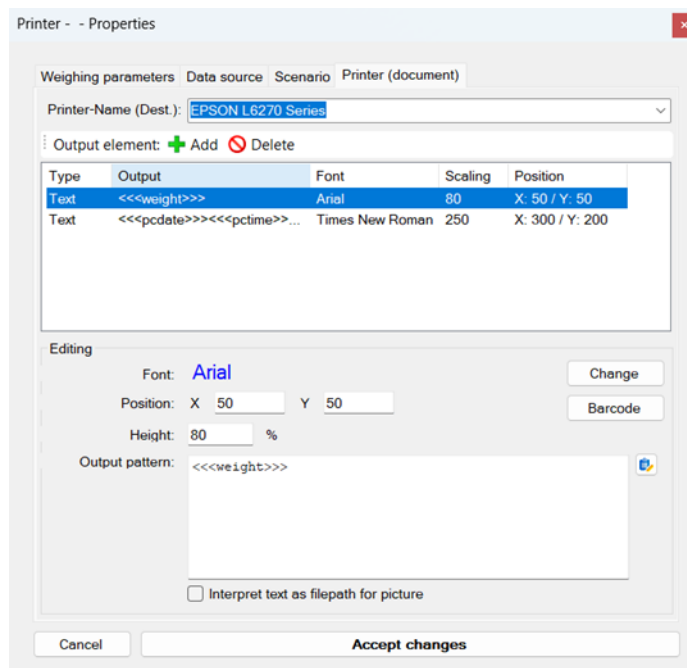 Printer - - Properties
Weighing parameters Data source Scenario Printer (document)
Printer-Name (Dest.): EPSON L6270 Series
Output element: Add Delete
Type Output Font Scaling Position
Text <<<weight>>> Arial 80 X: 50 / Y: 50
Text <<<pcdate>>><<<pctime>>... Times New Roman 250 X: 300 / Y: 200
Editing
Font: Arial Change
Position: X 50 Y 50 Barcode
Height: 80 %
Output pattern: <<<weight>>>
Interpret text as filepath for picture
Cancel Accept changes